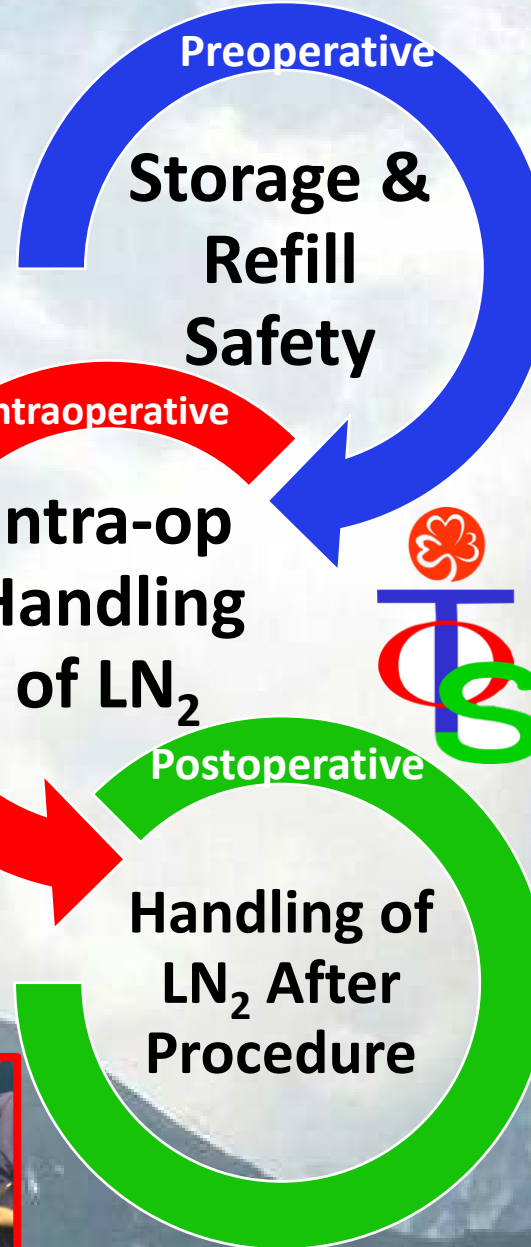 Preoperative
Storage &
Refill
Safety
ntraoperative
ntra-op
Handling
of LN₂
Postoperative
Handling of
LN₂ After
Procedure